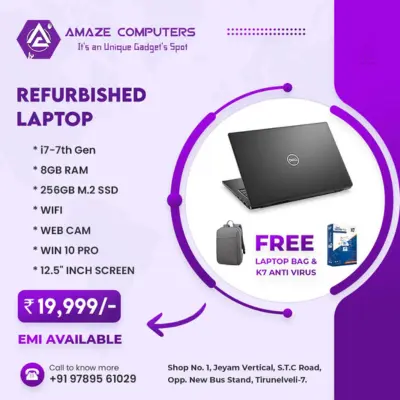 AMAZE COMPUTERS
It's an Unique Gadget's Spot
REFURBISHED
LAPTOP
* i7-7th Gen
* 8GB RAM
* 256GB M.2 SSD
* WIFI
* WEB CAM
* WIN 10 PRO
* 12.5" INCH SCREEN
DELL
FREE
LAPTOP BAG &
K7 ANTI VIRUS
₹19,999/-
EMI AVAILABLE
Call to know more
+91 97895 61029
Shop No. 1, Jeyam Vertical, S.T.C Road,
Opp. New Bus Stand, Tirunelveli-7.